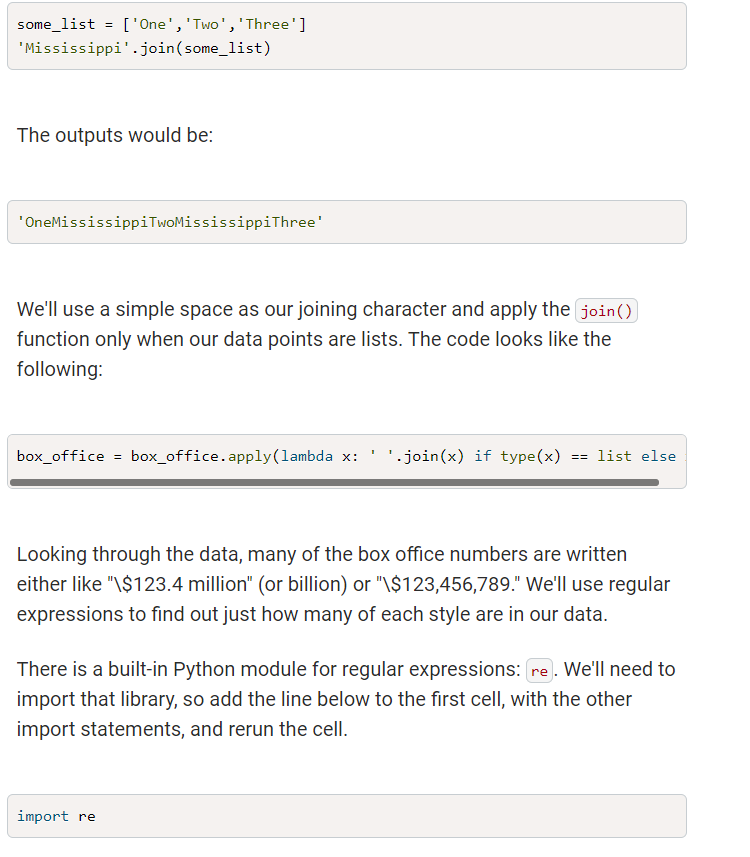 some_list = ['One','Two','Three']
'Mississippi'.join(some_list)
The outputs would be:
'OneMississippiTwoMississippiThree'
We'll use a simple space as our joining character and apply the join()
function only when our data points are lists. The code looks like the
following:
box_office = box_office.apply(lambda x: ' '.join(x) if type(x) == list else
Looking through the data, many of the box office numbers are written
either like "\$123.4 million" (or billion) or "\$123,456,789." We'll use regular
expressions to find out just how many of each style are in our data.
There is a built-in Python module for regular expressions: re. We'll need to
import that library, so add the line below to the first cell, with the other
import statements, and rerun the cell.
import re